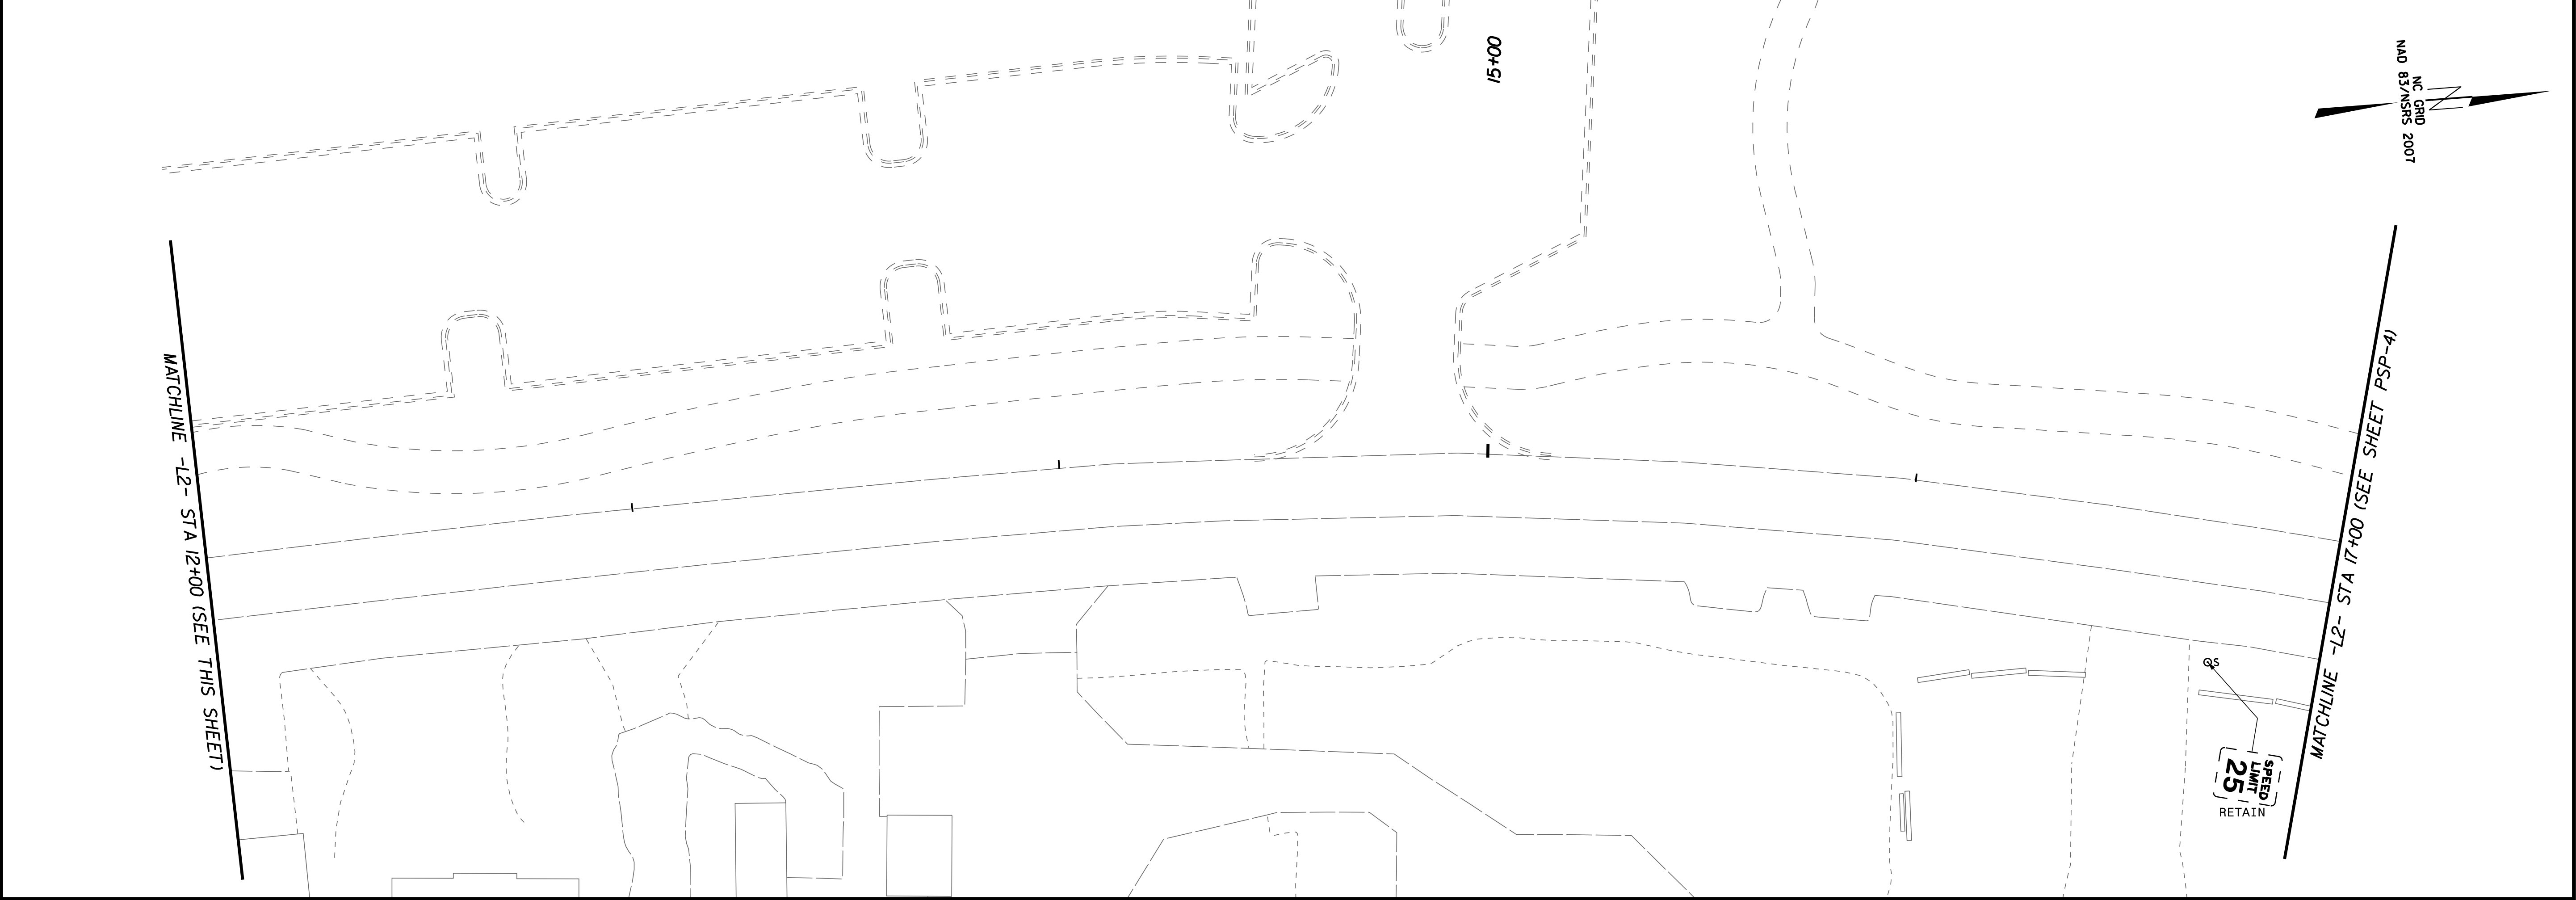 15+00
NC GRID
NAD 83/NSRS 2007
MATCHLINE -L2- STA 12+00 (SEE THIS SHEET)
MATCHLINE -L2- STA 17+00 (SEE SHEET PSP-4)
S
SPEED
LIMIT
25
RETAIN